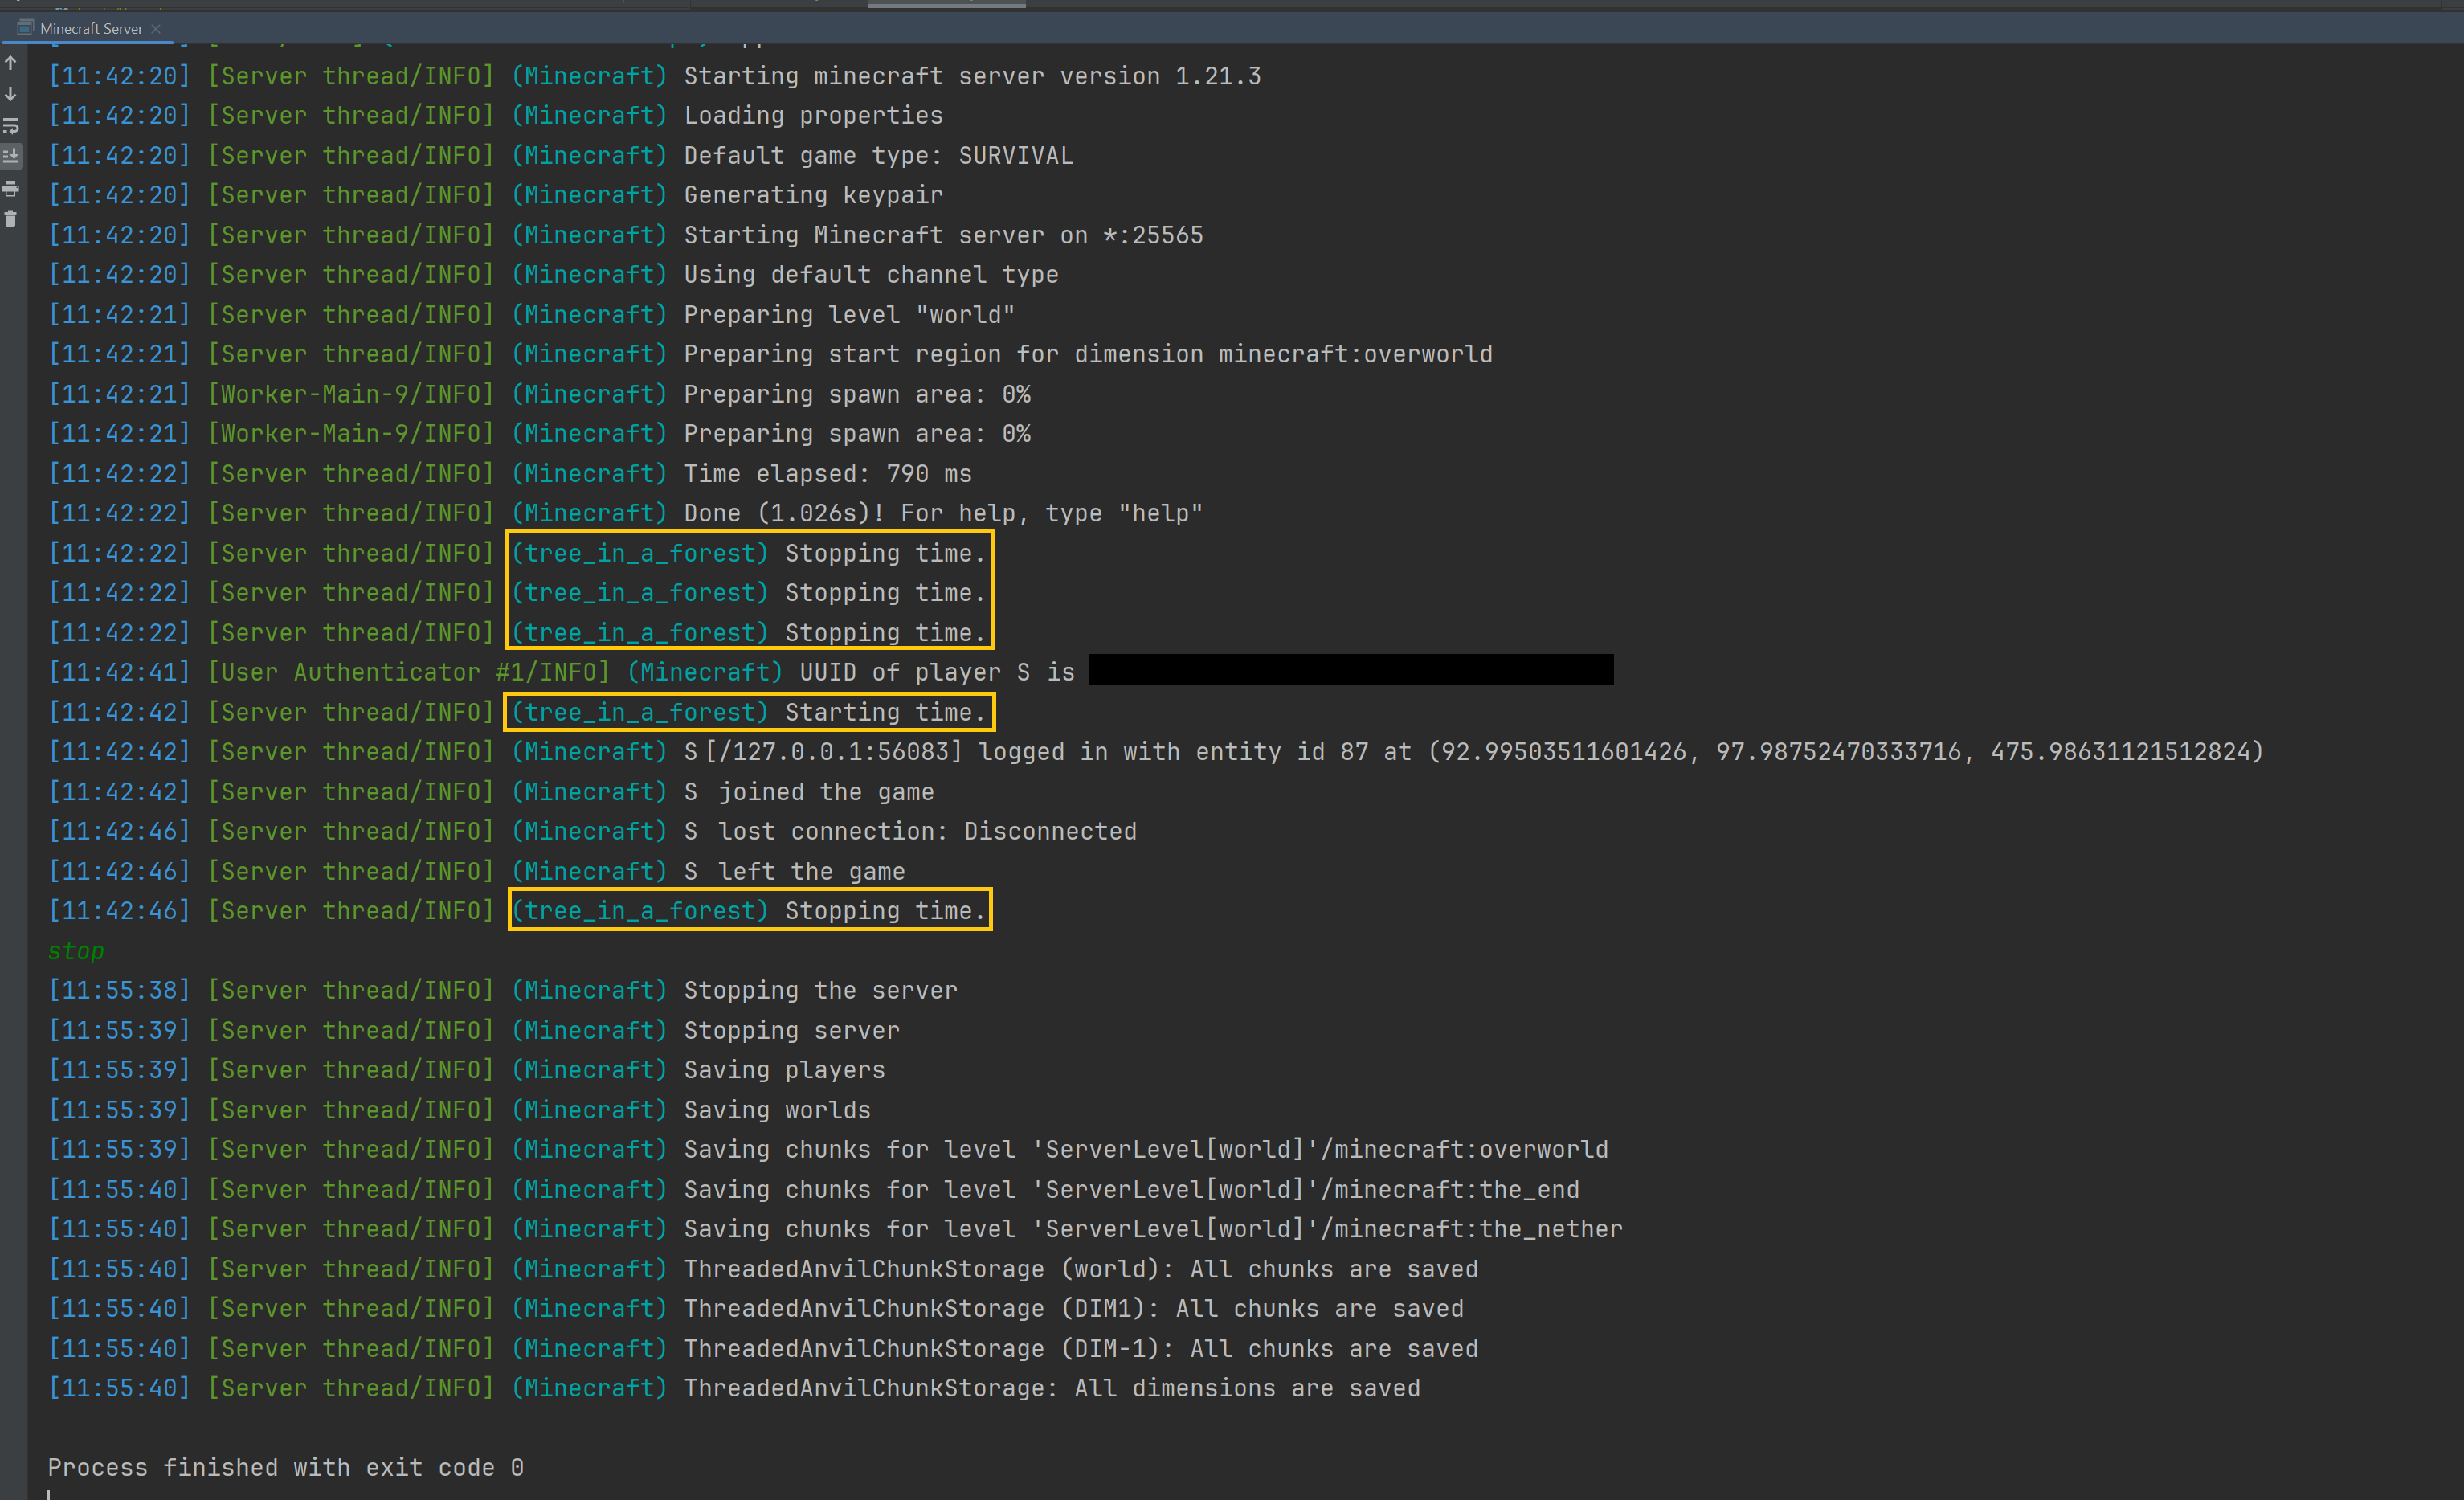 Minecraft Server
[11:42:20] [Server thread/INFO] (Minecraft) Starting minecraft server version 1.21.3
[11:42:20] [Server thread/INFO] (Minecraft) Loading properties
[11:42:20] [Server thread/INFO] (Minecraft) Default game type: SURVIVAL
[11:42:20] [Server thread/INFO] (Minecraft) Generating keypair
[11:42:20] [Server thread/INFO] (Minecraft) Starting Minecraft server on *:25565
[11:42:20] [Server thread/INFO] (Minecraft) Using default channel type
[11:42:21] [Server thread/INFO] (Minecraft) Preparing level "world"
[11:42:21] [Server thread/INFO] (Minecraft) Preparing start region for dimension minecraft:overworld
[11:42:21] [Worker-Main-9/INFO] (Minecraft) Preparing spawn area: 0%
[11:42:21] [Worker-Main-9/INFO] (Minecraft) Preparing spawn area: 0%
[11:42:22] [Server thread/INFO] (Minecraft) Time elapsed: 790 ms
[11:42:22] [Server thread/INFO] (Minecraft) Done (1.026s)! For help, type "help"
[11:42:22] [Server thread/INFO] (tree_in_a_forest) Stopping time.
[11:42:22] [Server thread/INFO] (tree_in_a_forest) Stopping time.
[11:42:22] [Server thread/INFO] (tree_in_a_forest) Stopping time.
[11:42:41] [User Authenticator #1/INFO] (Minecraft) UUID of player S is
[11:42:42] [Server thread/INFO] (tree_in_a_forest) Starting time.
[11:42:42] [Server thread/INFO] (Minecraft) S[/127.0.0.1:56083] logged in with entity id 87 at (92.99503511601426, 97.98752470333716, 475.98631121512824)
[11:42:42] [Server thread/INFO] (Minecraft) S joined the game
[11:42:46] [Server thread/INFO] (Minecraft) S lost connection: Disconnected
[11:42:46] [Server thread/INFO] (Minecraft) S left the game
[11:42:46] [Server thread/INFO] (tree_in_a_forest) Stopping time.
stop
[11:55:38] [Server thread/INFO] (Minecraft) Stopping the server
[11:55:39] [Server thread/INFO] (Minecraft) Stopping server
[11:55:39] [Server thread/INFO] (Minecraft) Saving players
[11:55:39] [Server thread/INFO] (Minecraft) Saving worlds
[11:55:39] [Server thread/INFO] (Minecraft) Saving chunks for level 'ServerLevel[world]'/minecraft:overworld
[11:55:40] [Server thread/INFO] (Minecraft) Saving chunks for level 'ServerLevel[world]'/minecraft:the_end
[11:55:40] [Server thread/INFO] (Minecraft) Saving chunks for level 'ServerLevel[world]'/minecraft:the_nether
[11:55:40] [Server thread/INFO] (Minecraft) ThreadedAnvilChunkStorage (world): All chunks are saved
[11:55:40] [Server thread/INFO] (Minecraft) ThreadedAnvilChunkStorage (DIM1): All chunks are saved
[11:55:40] [Server thread/INFO] (Minecraft) ThreadedAnvilChunkStorage (DIM-1): All chunks are saved
[11:55:40] [Server thread/INFO] (Minecraft) ThreadedAnvilChunkStorage: All dimensions are saved
Process finished with exit code 0